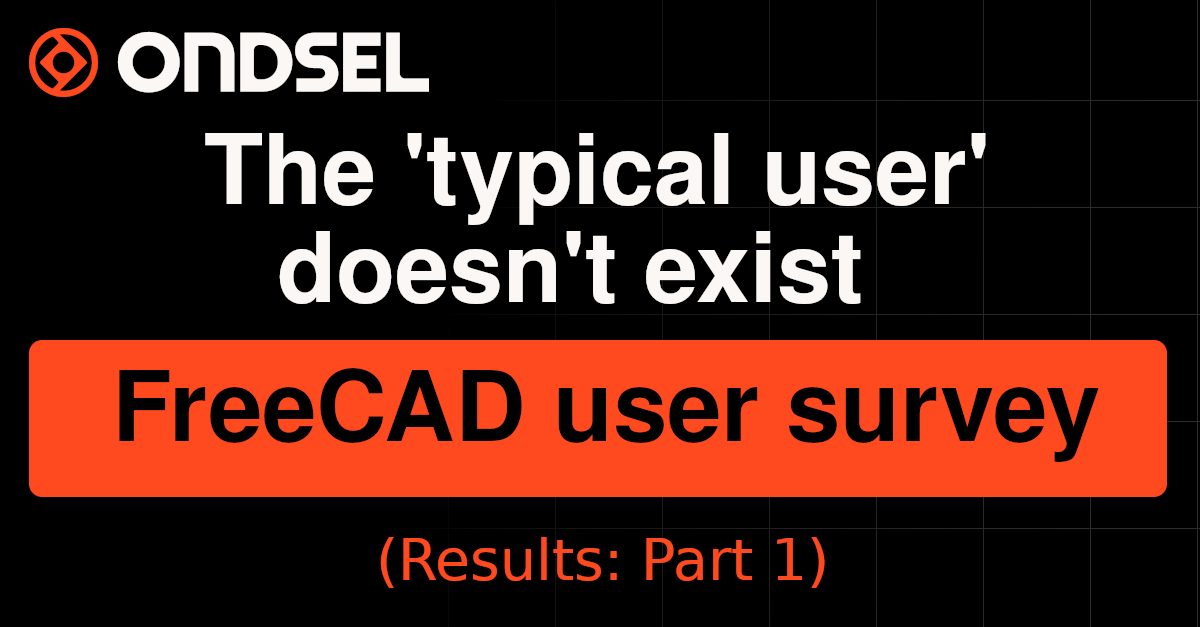 ONDSEL
The 'typical user'
doesn't exist
FreeCAD user survey
(Results: Part 1)